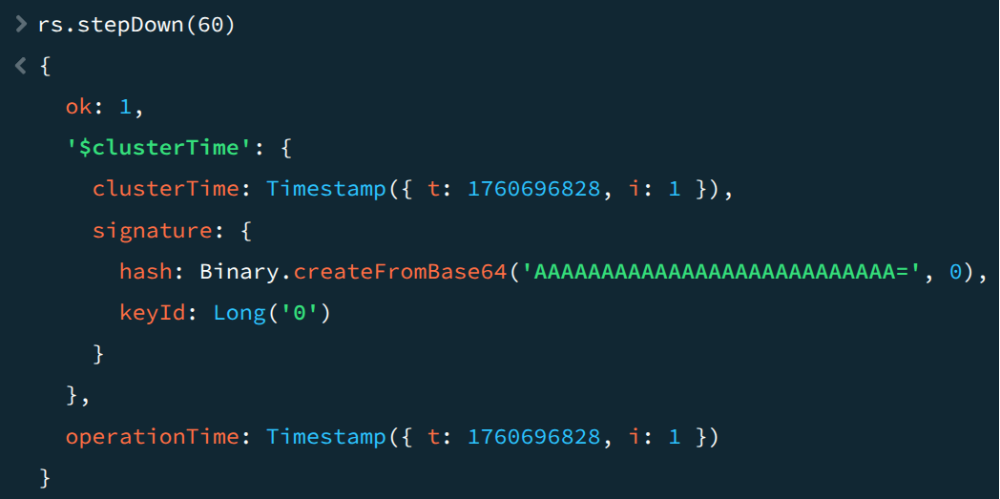 > rs.stepDown(60)
< {
ok: 1,
'$clusterTime': {
clusterTime: Timestamp({ t: 1760696828, i: 1 }),
signature: {
hash: Binary.createFromBase64('AAAAAAAAAAAAAAAAAAAAAAAAAAA=', 0),
keyId: Long('0')
}
},
operationTime: Timestamp({ t: 1760696828, i: 1 })
}